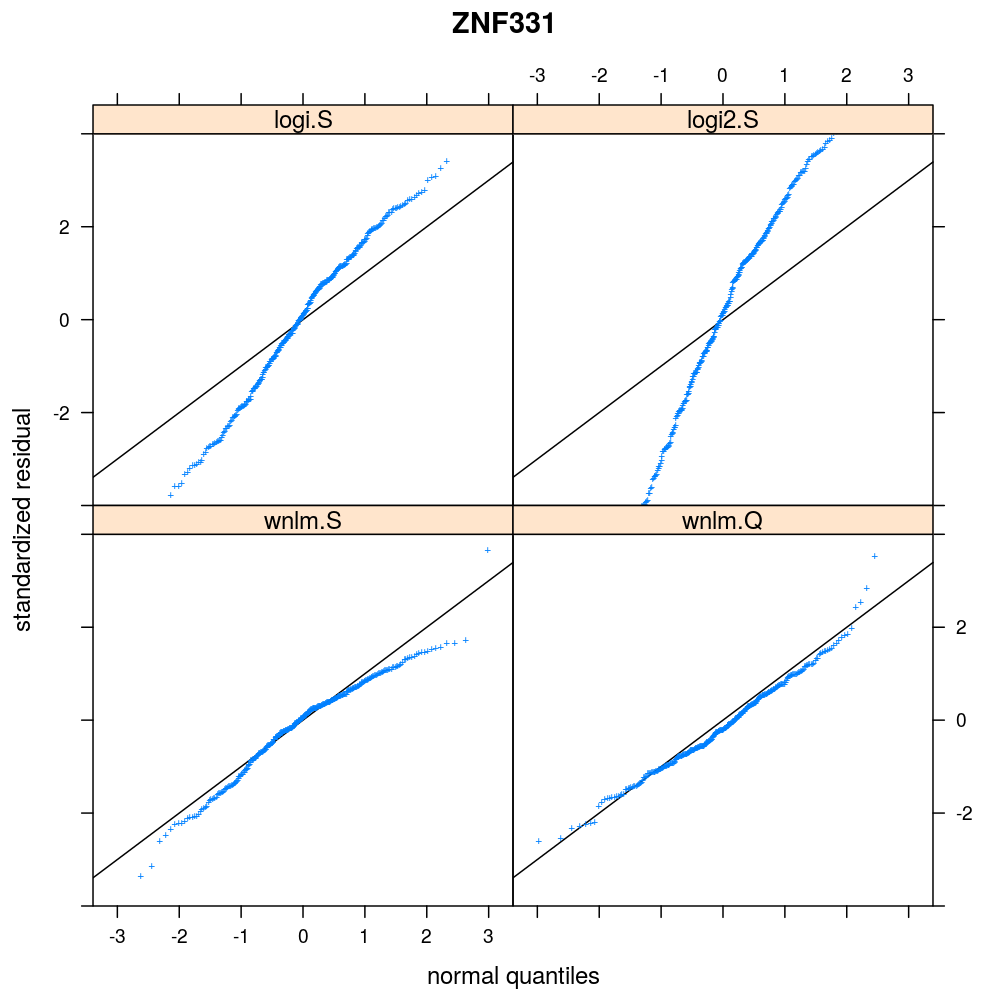 ZNF331
-3 -2 -1 0 1 2 3
logi.S logi2.S
2
0
-2
standardized residual
wnlm.S wnlm.Q
2
0
-2
-3 -2 -1 0 1 2 3
normal quantiles